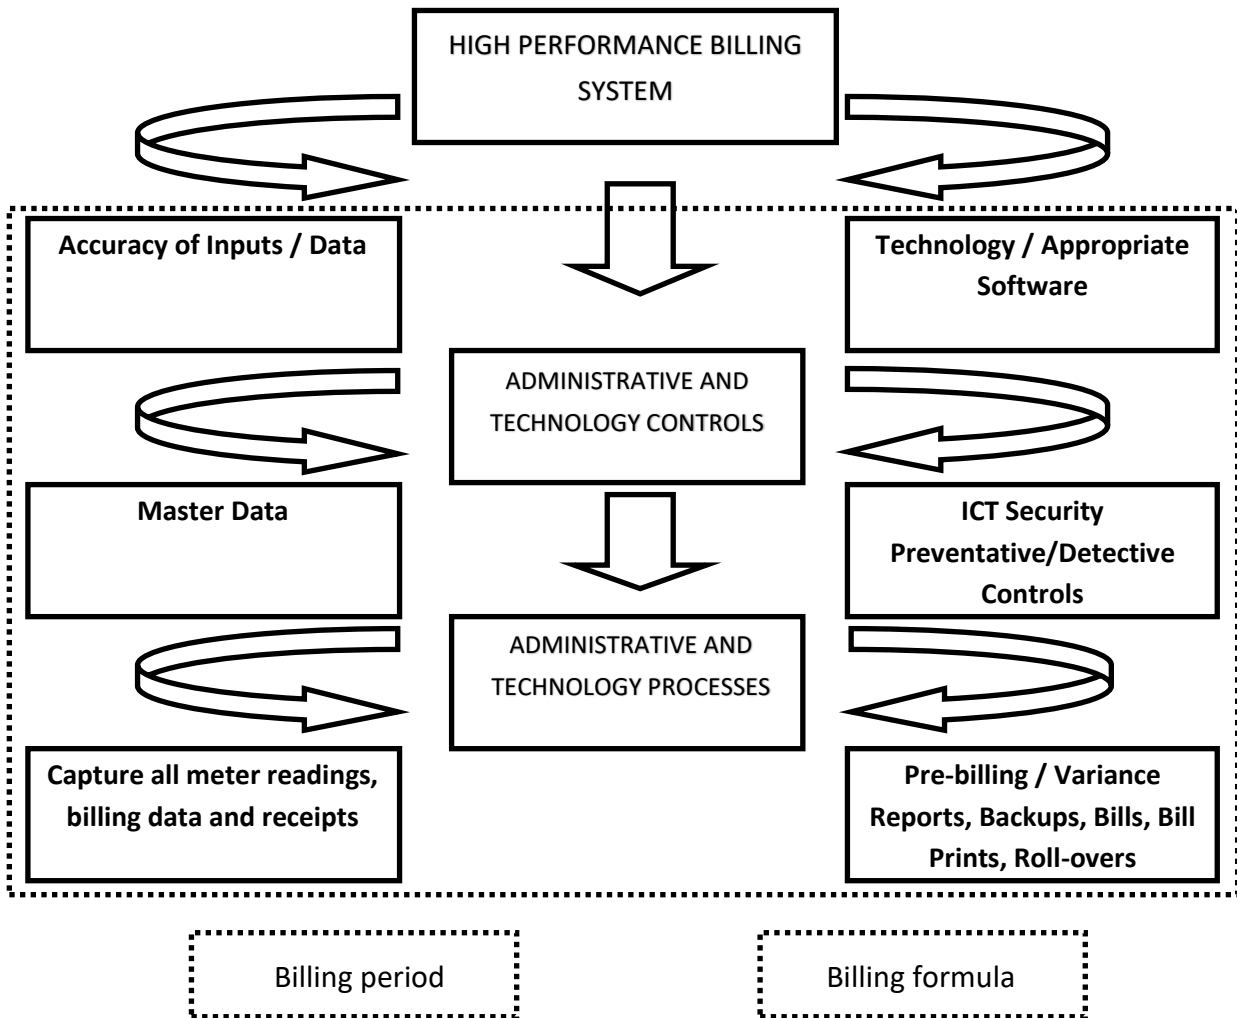 HIGH PERFORMANCE BILLING
SYSTEM
Accuracy of Inputs / Data
Technology / Appropriate
Software
ADMINISTRATIVE AND
TECHNOLOGY CONTROLS
Master Data
ICT Security
Preventative/Detective
Controls
ADMINISTRATIVE AND
TECHNOLOGY PROCESSES
Capture all meter readings,
billing data and receipts
Pre-billing / Variance
Reports, Backups, Bills, Bill
Prints, Roll-overs
Billing period
Billing formula